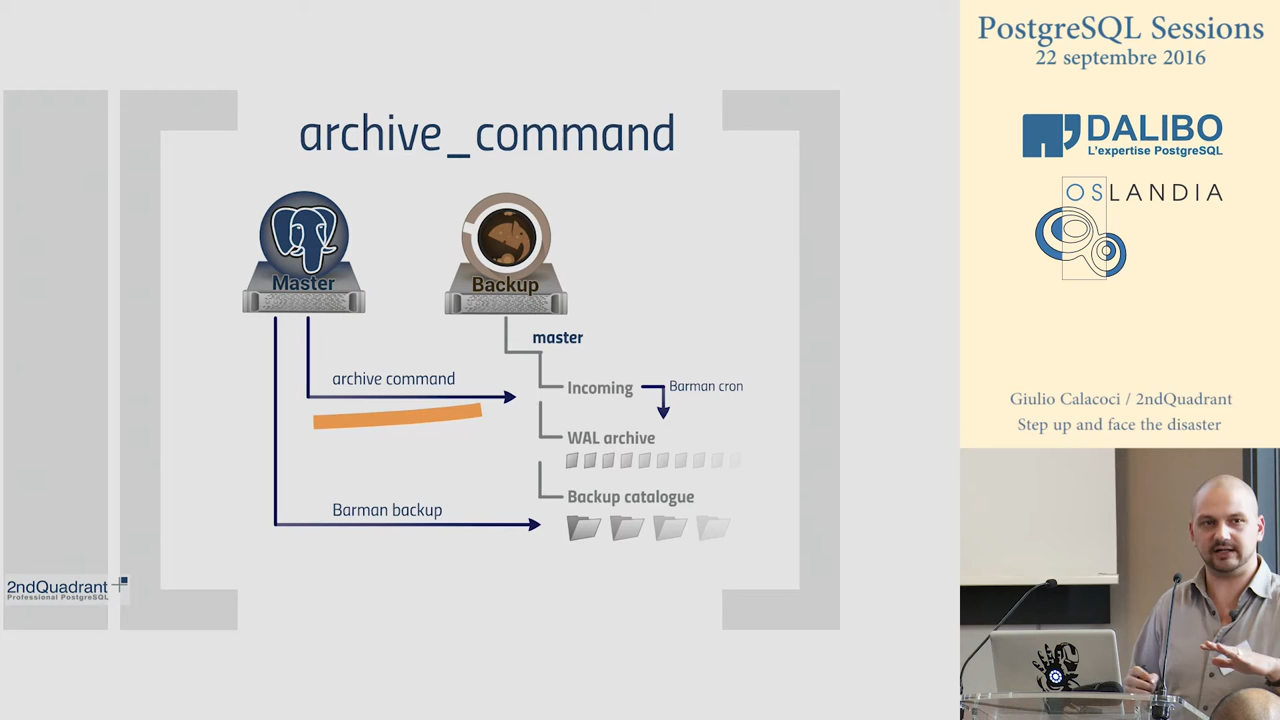 archive_command
Master
Backup
master
archive command
Incoming
Barman cron
WAL archive
Backup catalogue
Barman backup
2ndQuadrant
Professional PostgreSQL
PostgreSQL Sessions
22 septembre 2016
DALIBO
L'expertise PostgreSQL
OSLANDIA
Giulio Calacoci / 2ndQuadrant
Step up and face the disaster